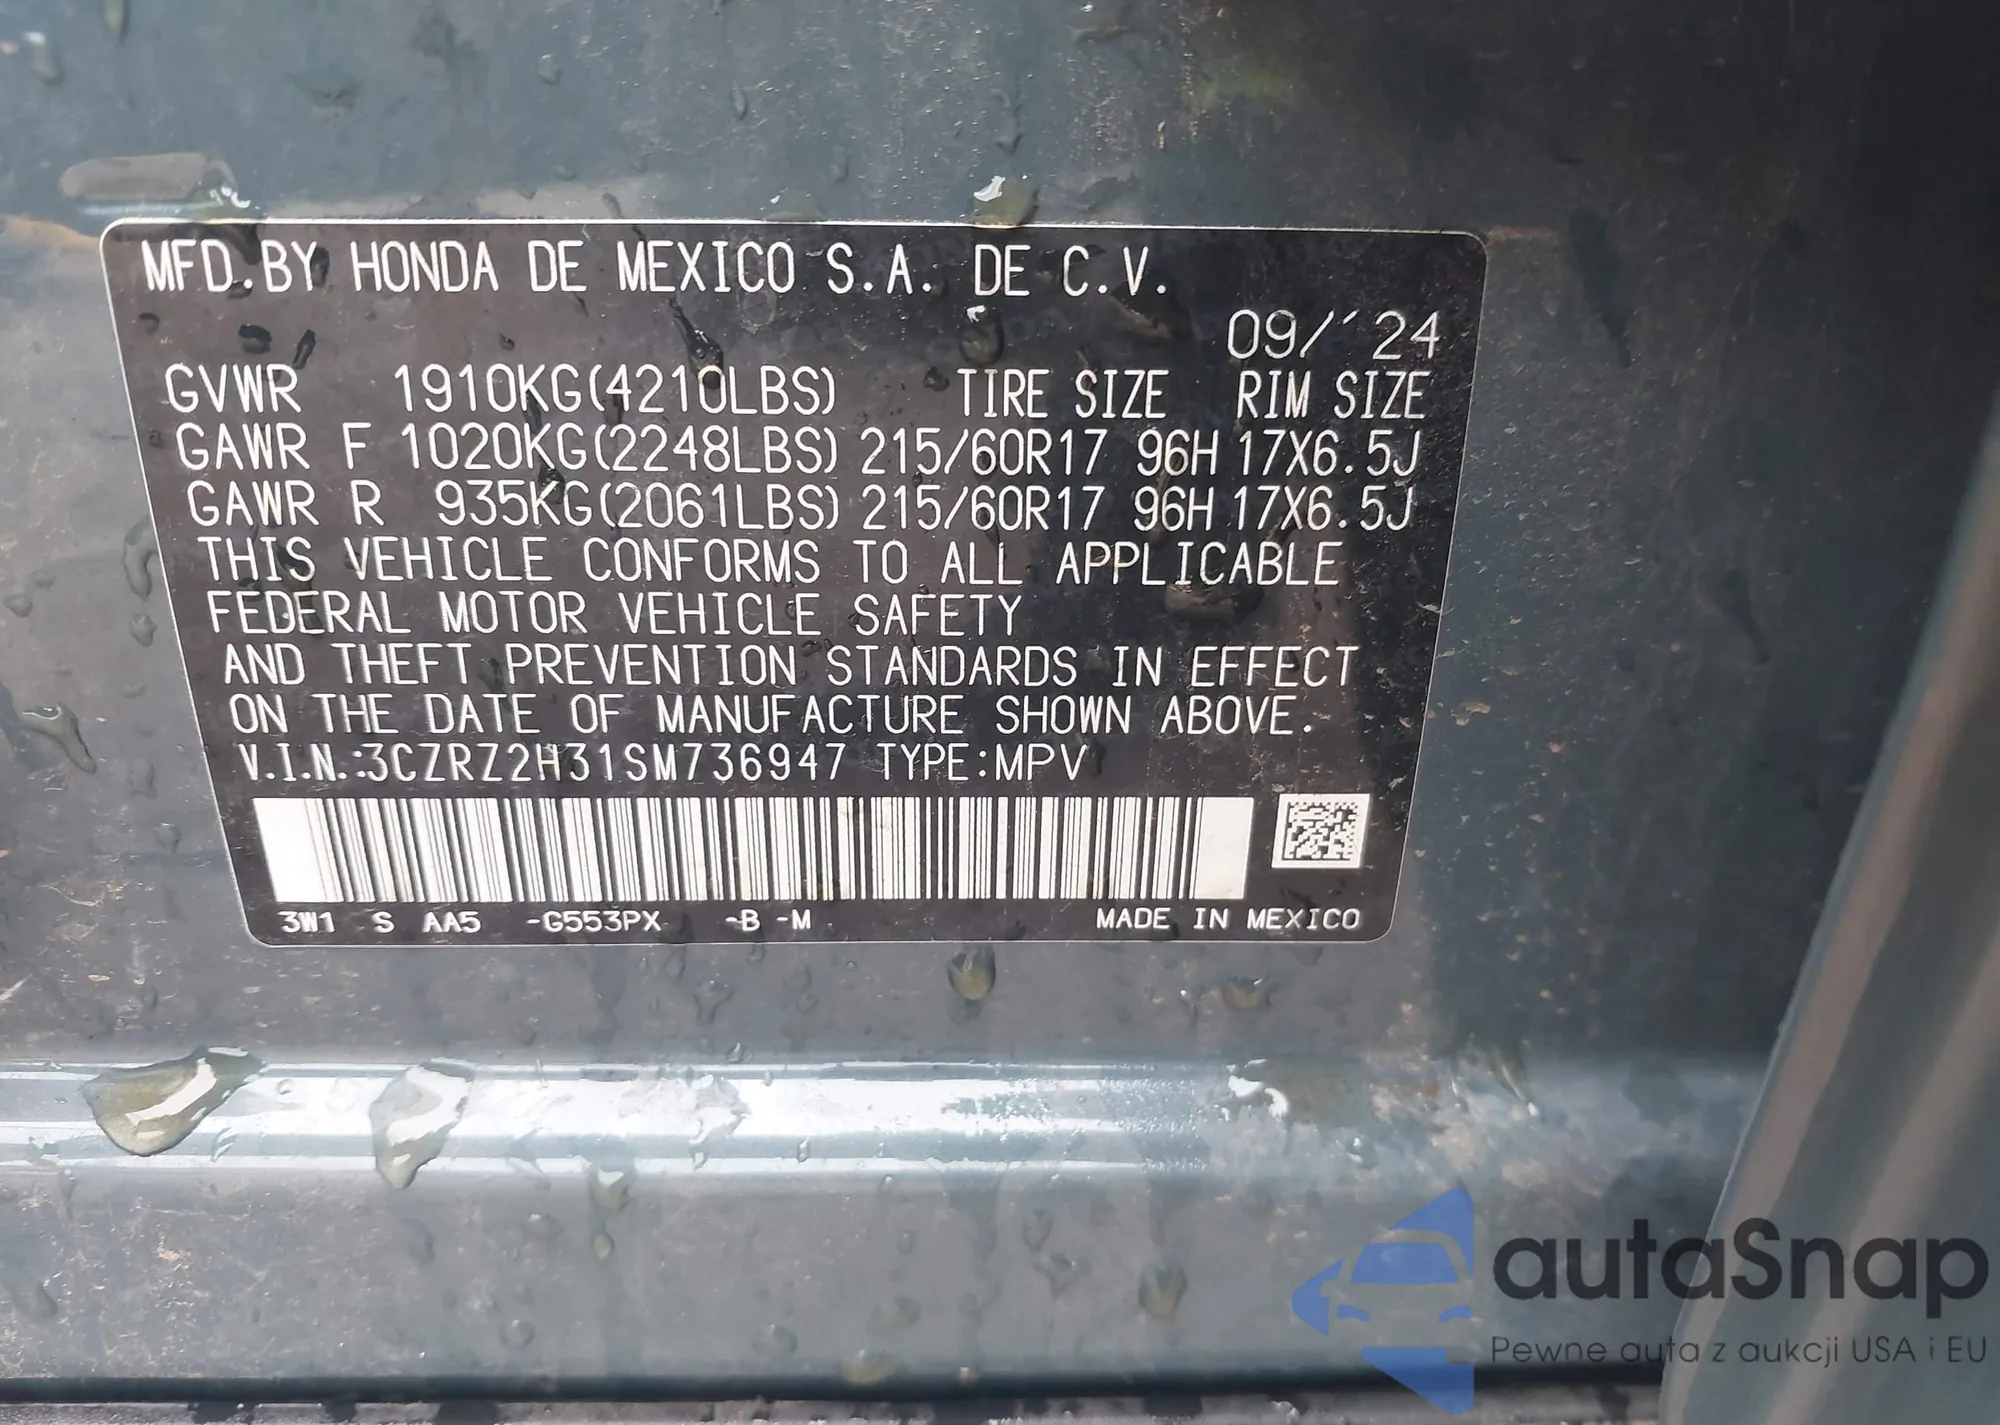 MFD.BY HONDA DE MEXICO S.A. DE C.V.
09/´24
GVWR 1910KG(4210LBS) TIRE SIZE RIM SIZE
GAWR F 1020KG(2248LBS) 215/60R17 96H 17X6.5J
GAWR R 935KG(2061LBS) 215/60R17 96H 17X6.5J
THIS VEHICLE CONFORMS TO ALL APPLICABLE
FEDERAL MOTOR VEHICLE SAFETY
AND THEFT PREVENTION STANDARDS IN EFFECT
ON THE DATE OF MANUFACTURE SHOWN ABOVE.
V.I.N.:3CZRZ2H31SM736947 TYPE:MPV
3W1 S AA5 -G553PX -B -M MADE IN MEXICO
autaSnap
Pewne auta z aukcji USA i EU